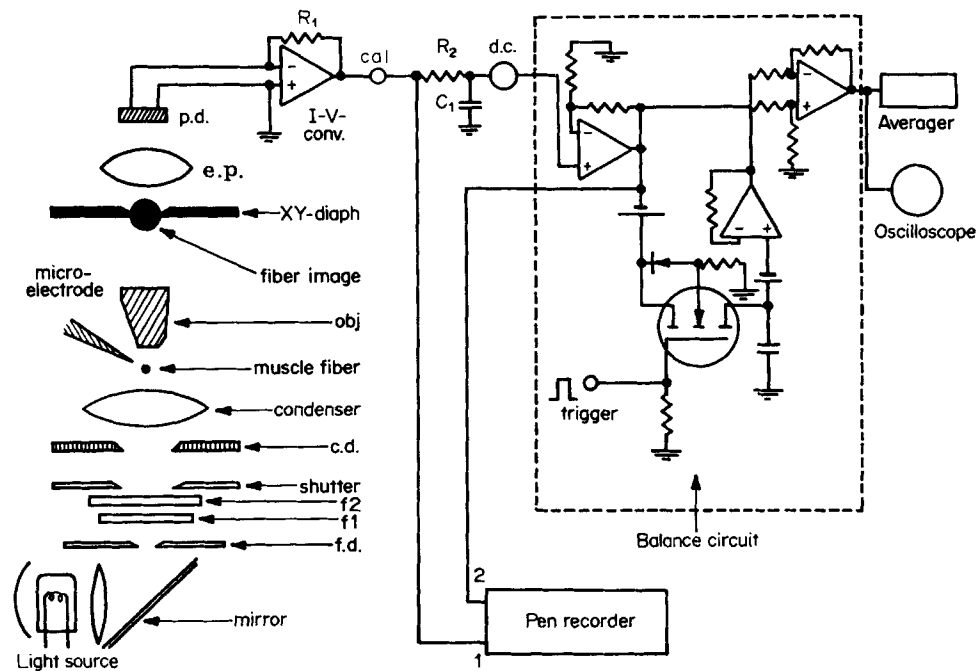 R1
cal
R2
d.c.
C1
p.d.
I-V-
conv.
−
+
−
+
−
+
−
+
Averager
Oscilloscope
e.p.
XY-diaph
fiber image
micro-
electrode
obj
muscle fiber
condenser
c.d.
shutter
f2
f1
f.d.
mirror
Light source
trigger
Balance circuit
2
Pen recorder
1